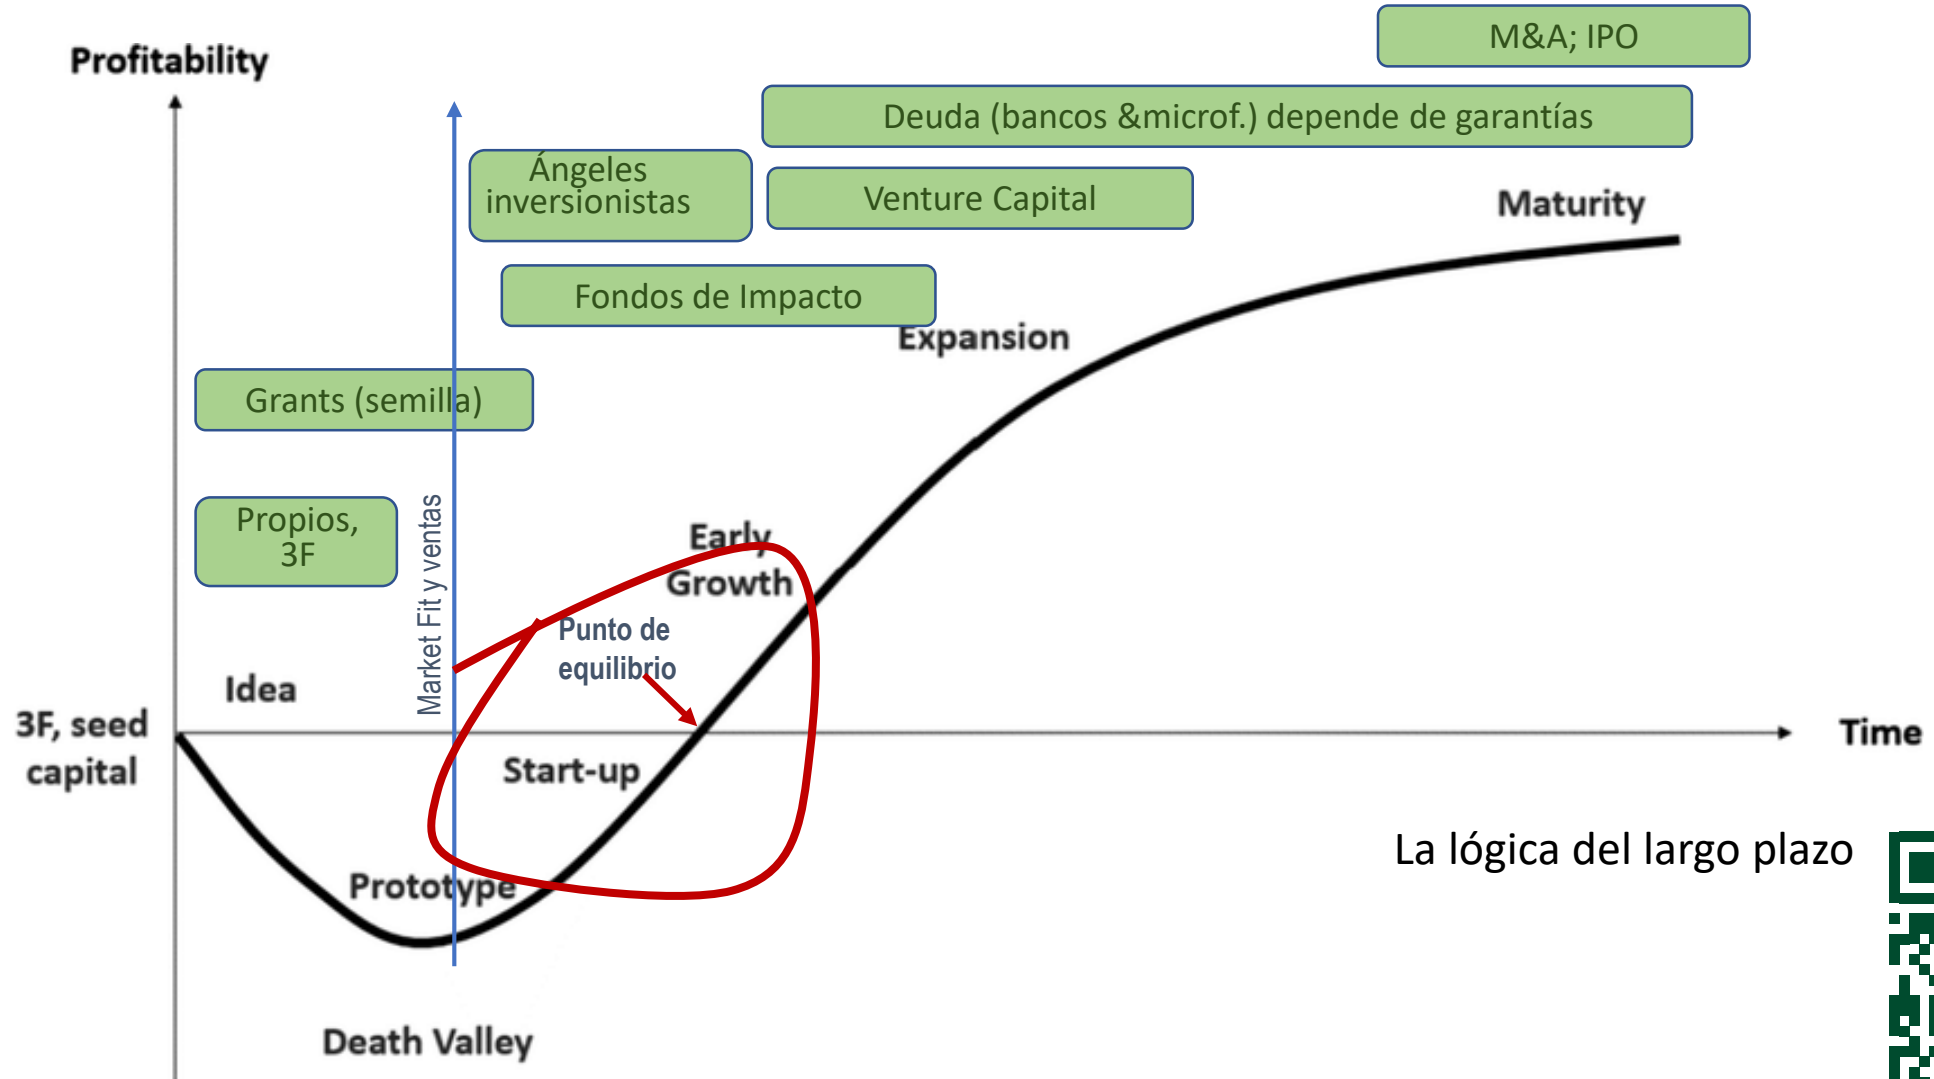 M&A; IPO
Profitability
Deuda (bancos &microf.) depende de garantías
Ángeles
inversionistas
Venture Capital
Maturity
Fondos de Impacto
Expansion
Grants (semilla)
Propios,
3F
Market Fit y ventas
Early
Growth
Punto de
equilibrio
Idea
3F, seed
capital
Time
Start-up
La lógica del largo plazo
Prototype
Death Valley